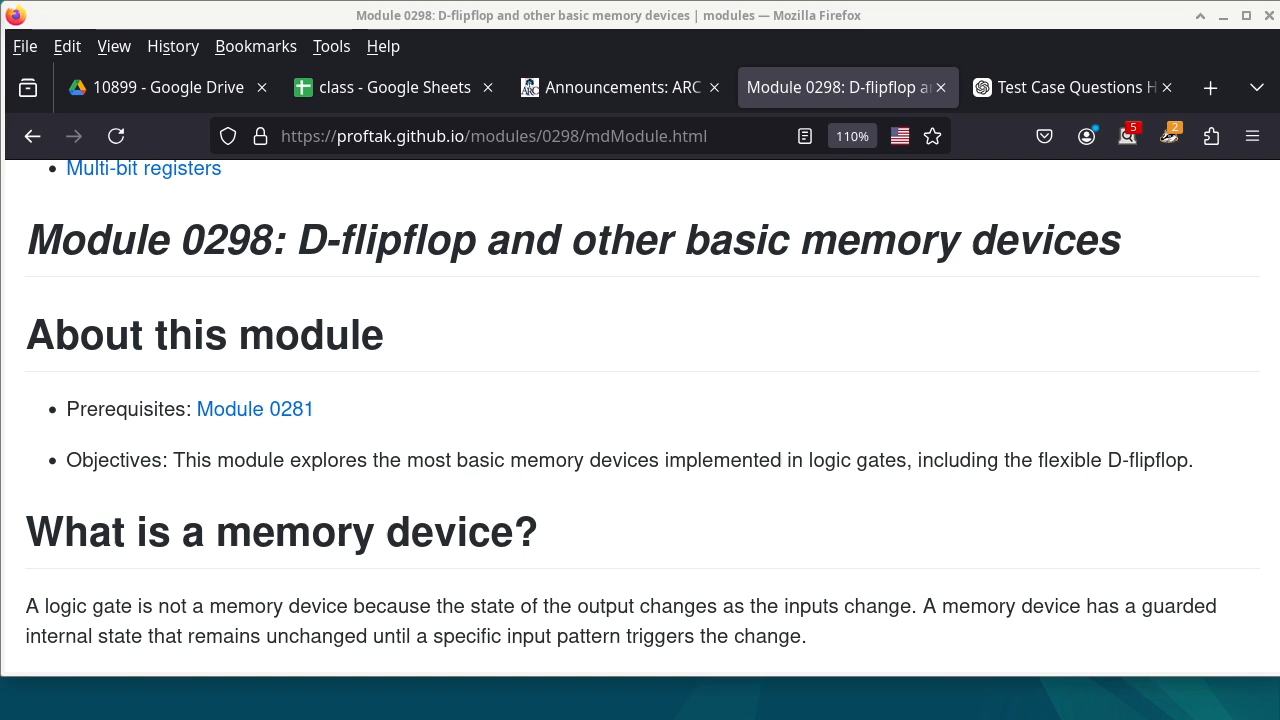 Module 0298: D-flipflop and other basic memory devices | modules — Mozilla Firefox
File Edit View History Bookmarks Tools Help
10899 - Google Drive class - Google Sheets Announcements: ARC Module 0298: D-flipflop Test Case Questions
https://proftak.github.io/modules/0298/mdModule.html 110% 5 2
Multi-bit registers
Module 0298: D-flipflop and other basic memory devices
About this module
Prerequisites: Module 0281
Objectives: This module explores the most basic memory devices implemented in logic gates, including the flexible D-flipflop.
What is a memory device?
A logic gate is not a memory device because the state of the output changes as the inputs change. A memory device has a guarded
internal state that remains unchanged until a specific input pattern triggers the change.